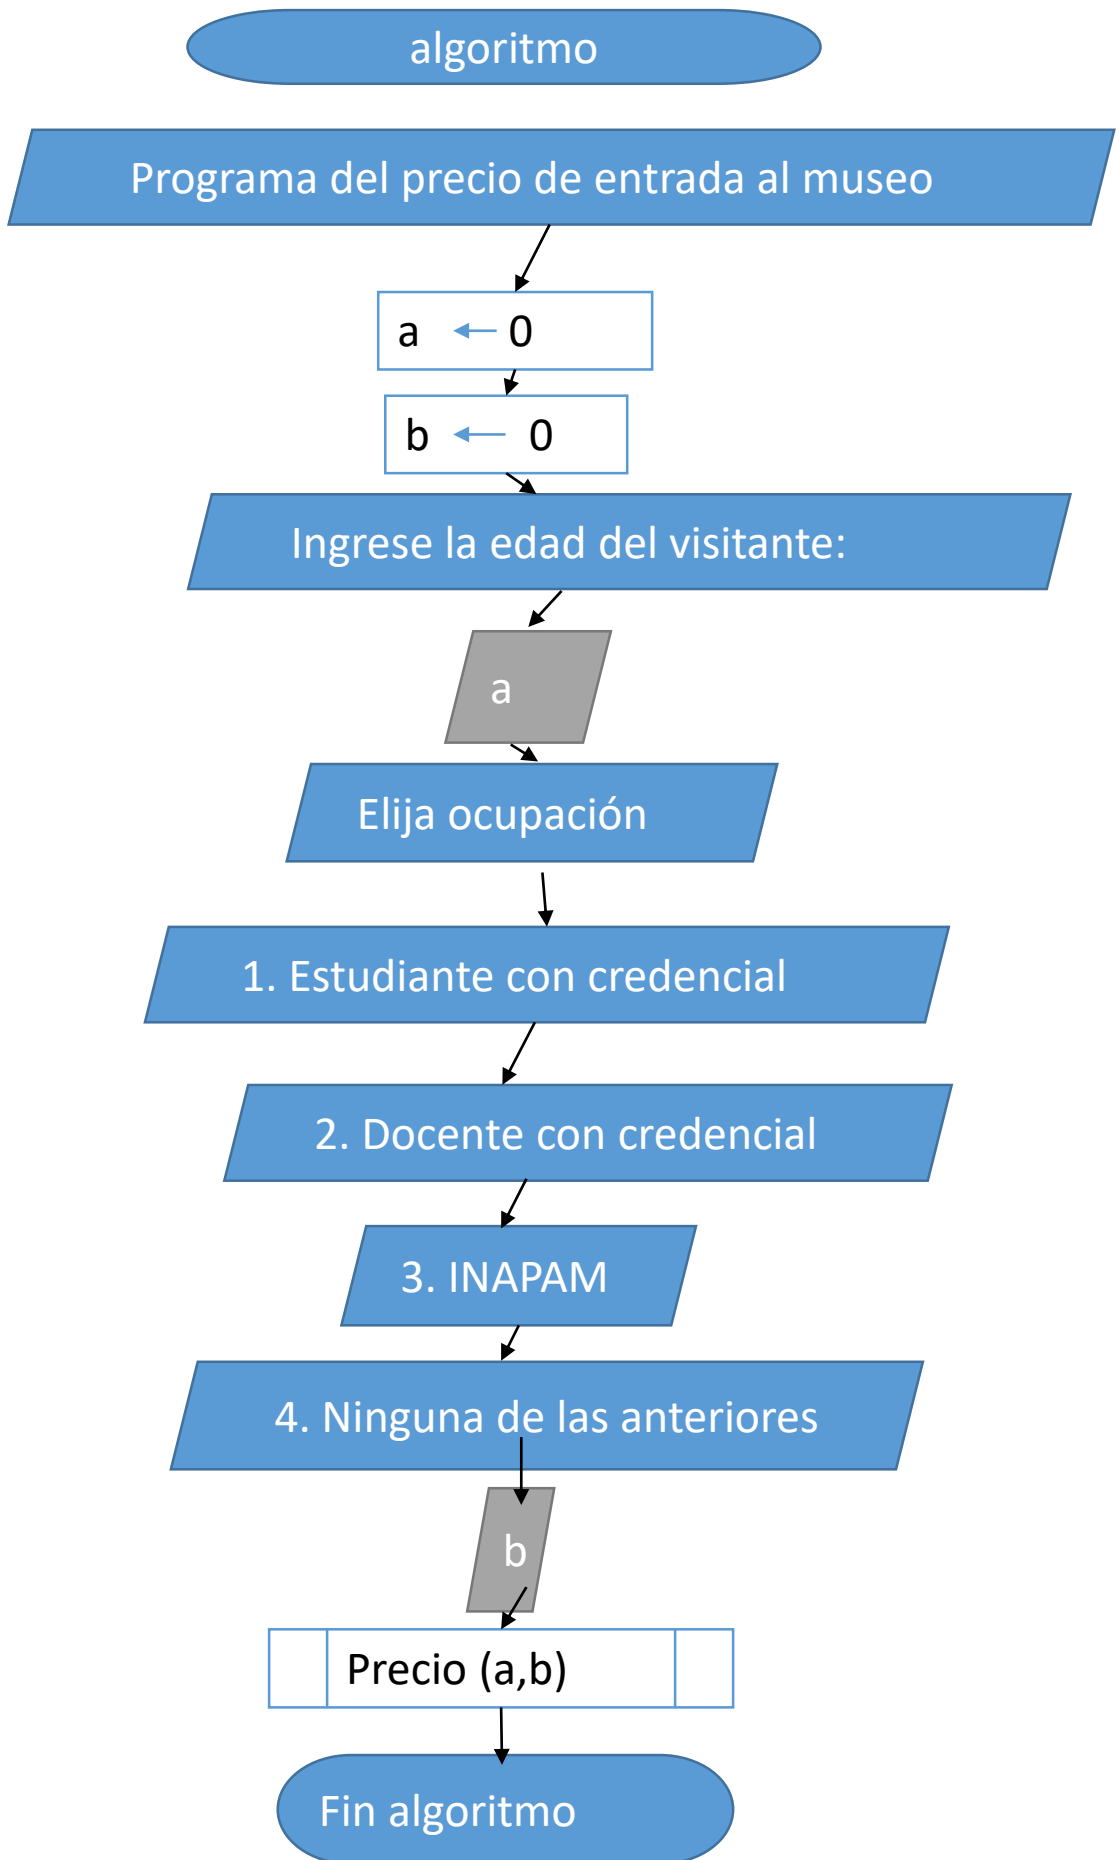 algoritmo
Programa del precio de entrada al museo
a ← 0
b ← 0
Ingrese la edad del visitante:
a
Elija ocupación
1. Estudiante con credencial
2. Docente con credencial
3. INAPAM
4. Ninguna de las anteriores
b
Precio (a,b)
Fin algoritmo